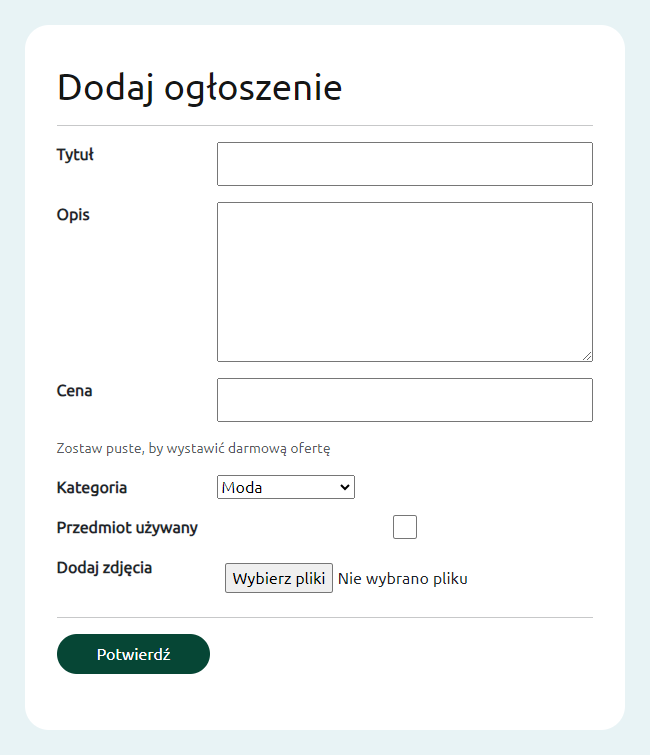 Dodaj ogłoszenie
Tytuł
Opis
Cena
Zostaw puste, by wystawić darmową ofertę
Kategoria Moda
Przedmiot używany
Dodaj zdjęcia
Wybierz pliki Nie wybrano pliku
Potwierdź